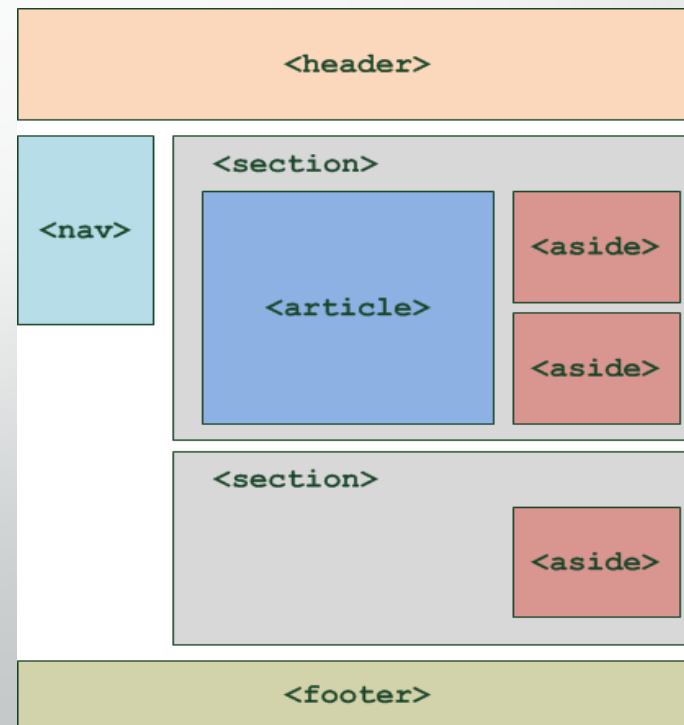 <header>
<nav>
<section>
<article>
<aside>
<aside>
<section>
<aside>
<footer>